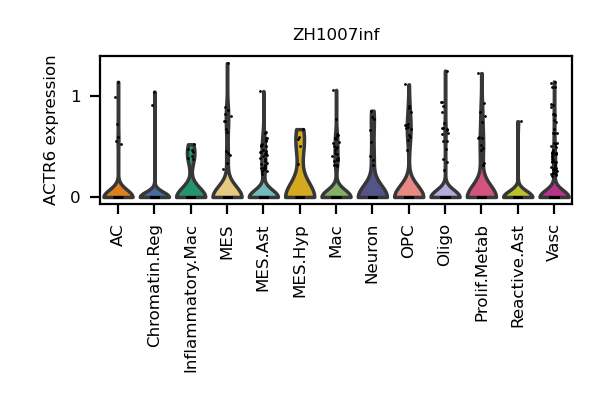 ZH1007inf
ACTR6 expression
1
0
AC
Chromatin.Reg
Inflammatory.Mac
MES
MES.Ast
MES.Hyp
Mac
Neuron
OPC
Oligo
Prolif.Metab
Reactive.Ast
Vasc